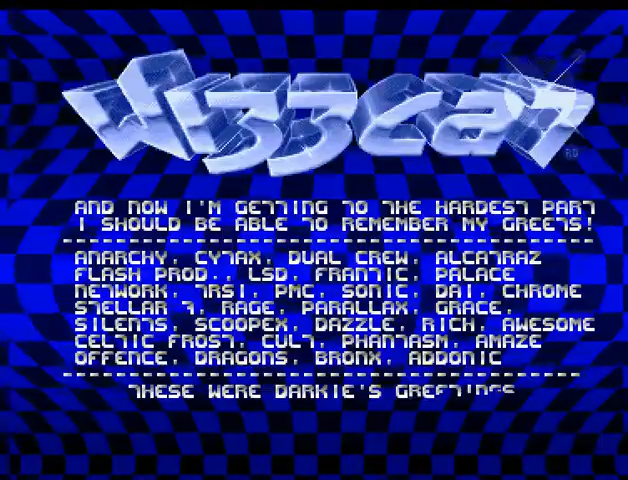 Wizzcat
AND NOW I'M GETTING TO THE HARDEST PART
I SHOULD BE ABLE TO REMEMBER MY GREETS!
ANARCHY, CYTAX, DUAL CREW, ALCATRAZ
FLASH PROD., LSD, FRANTIC, PALACE
NETWORK, TRSI, PMC, SONIC, DAI, CHROME
STELLAR 7, RAGE, PARALLAX, GRACE,
SILENTS, SCOOPEX, DAZZLE, RICH, AWESOME
CELTIC FROST, CULT, PHANTASM, AMAZE
OFFENCE, DRAGONS, BRONX, ADDONIC
THESE WERE DARKIE'S GREETINGS